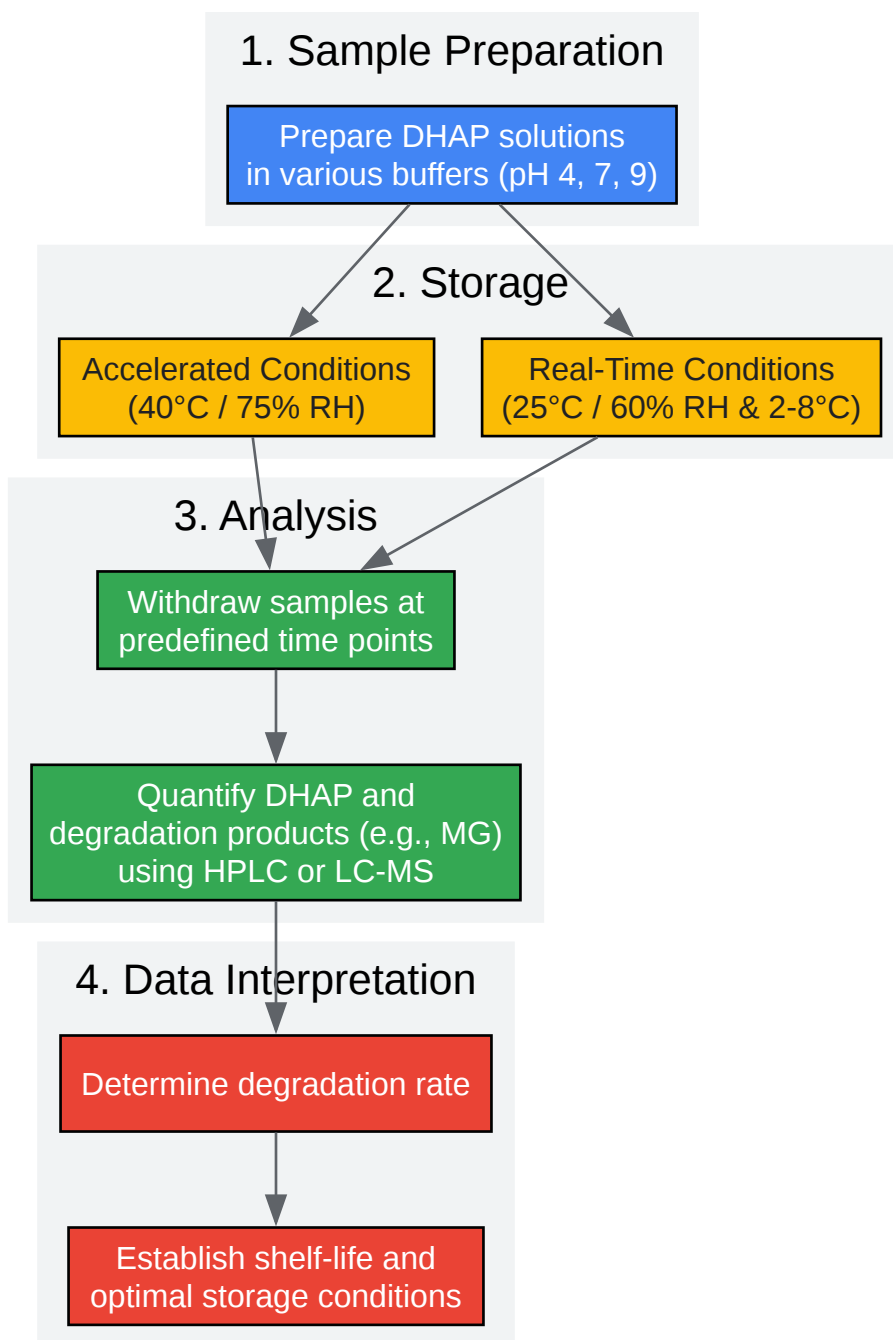 1. Sample Preparation
Prepare DHAP solutions
in various buffers (pH 4, 7, 9)
2. Storage
Accelerated Conditions
(40°C / 75% RH)
Real-Time Conditions
(25°C / 60% RH & 2-8°C)
3. Analysis
Withdraw samples at
predefined time points
Quantify DHAP and
degradation products (e.g., MG)
using HPLC or LC-MS
4. Data Interpretation
Determine degradation rate
Establish shelf-life and
optimal storage conditions